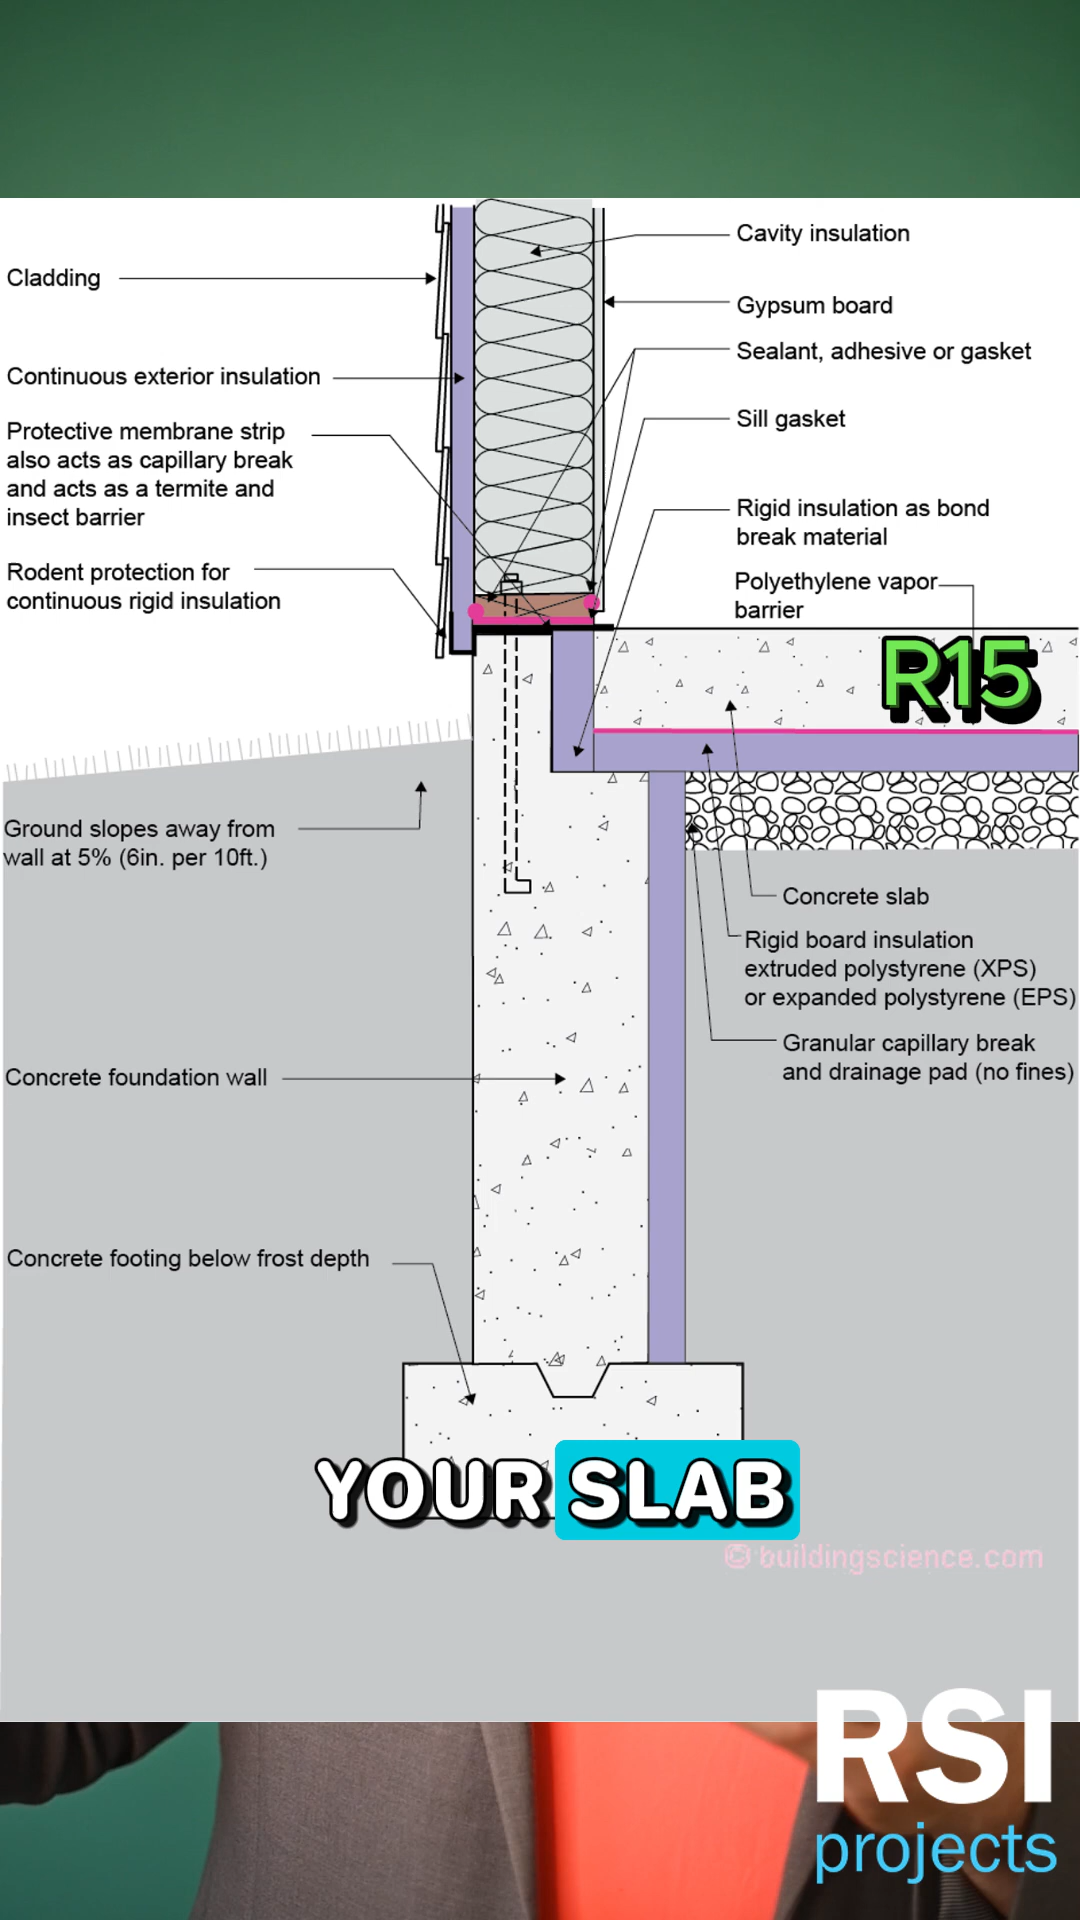 Cladding
Continuous exterior insulation
Protective membrane strip
also acts as capillary break
and acts as a termite and
insect barrier
Rodent protection for
continuous rigid insulation
Cavity insulation
Gypsum board
Sealant, adhesive or gasket
Sill gasket
Rigid insulation as bond
break material
Polyethylene vapor
barrier
R15
Ground slopes away from
wall at 5% (6in. per 10ft.)
Concrete slab
Rigid board insulation
extruded polystyrene (XPS)
or expanded polystyrene (EPS)
Granular capillary break
and drainage pad (no fines)
Concrete foundation wall
Concrete footing below frost depth
YOUR SLAB
© buildingscience.com
RSI
projects